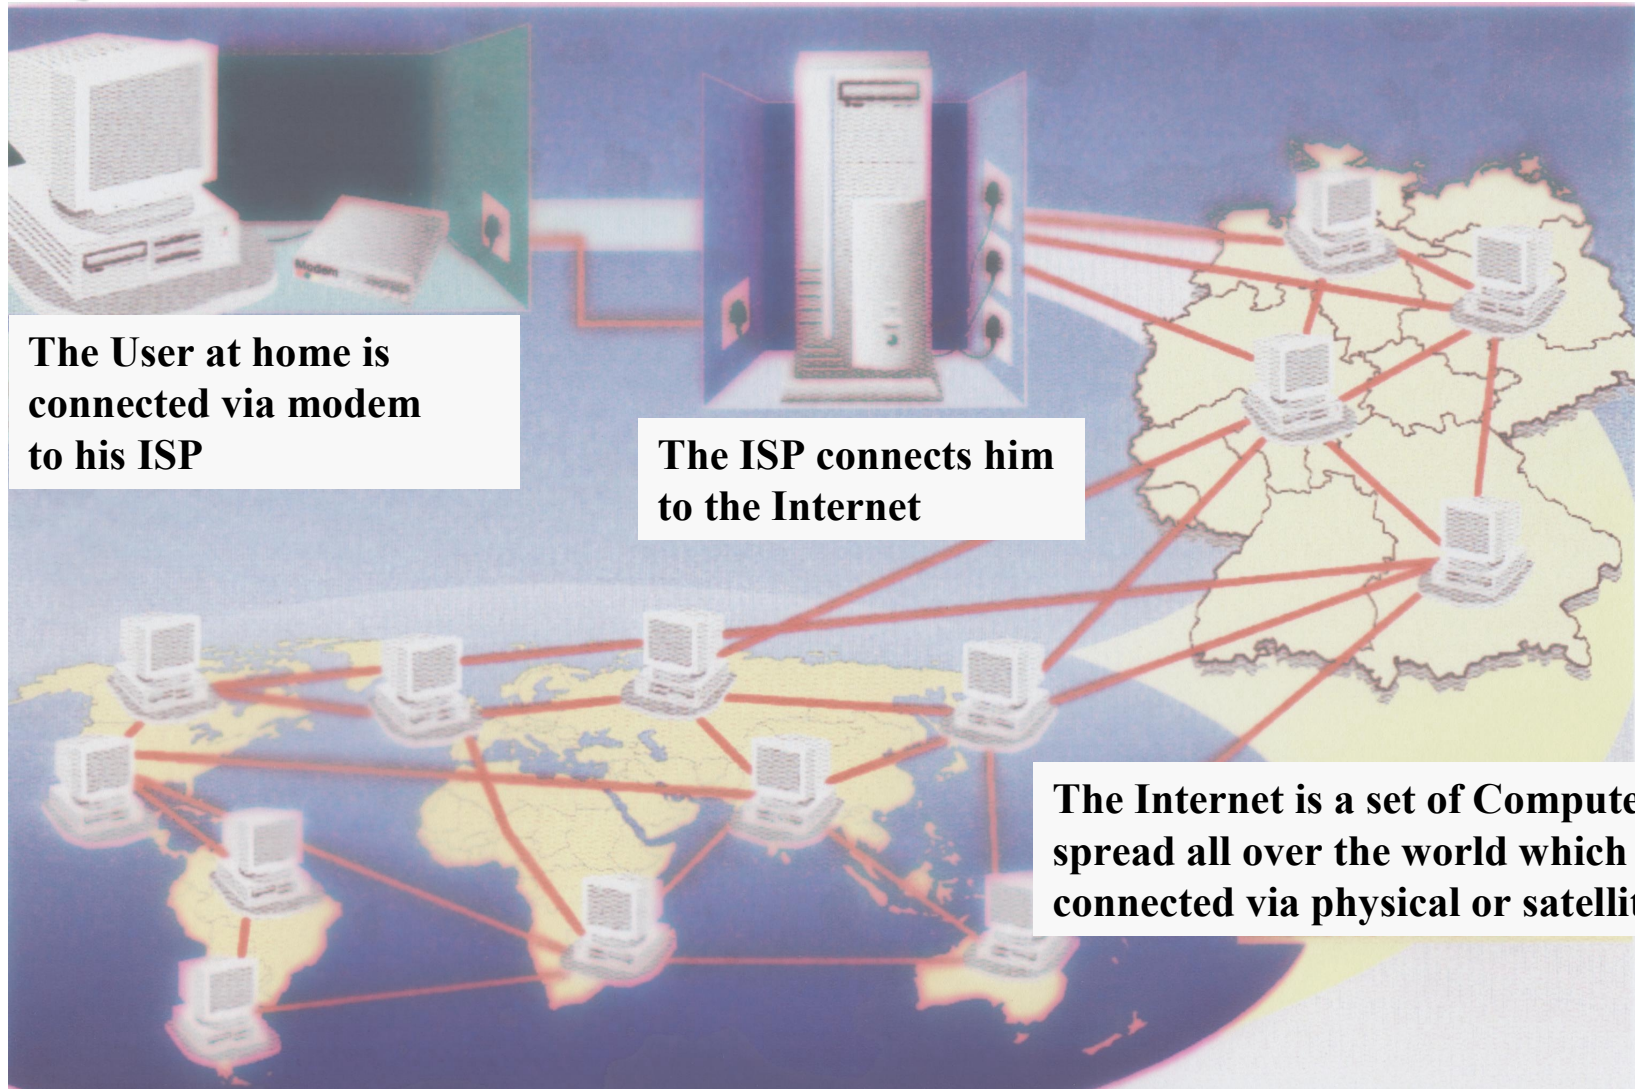 Modem
The User at home is
connected via modem
to his ISP
The ISP connects him
to the Internet
The Internet is a set of Compute
spread all over the world which
connected via physical or satellit